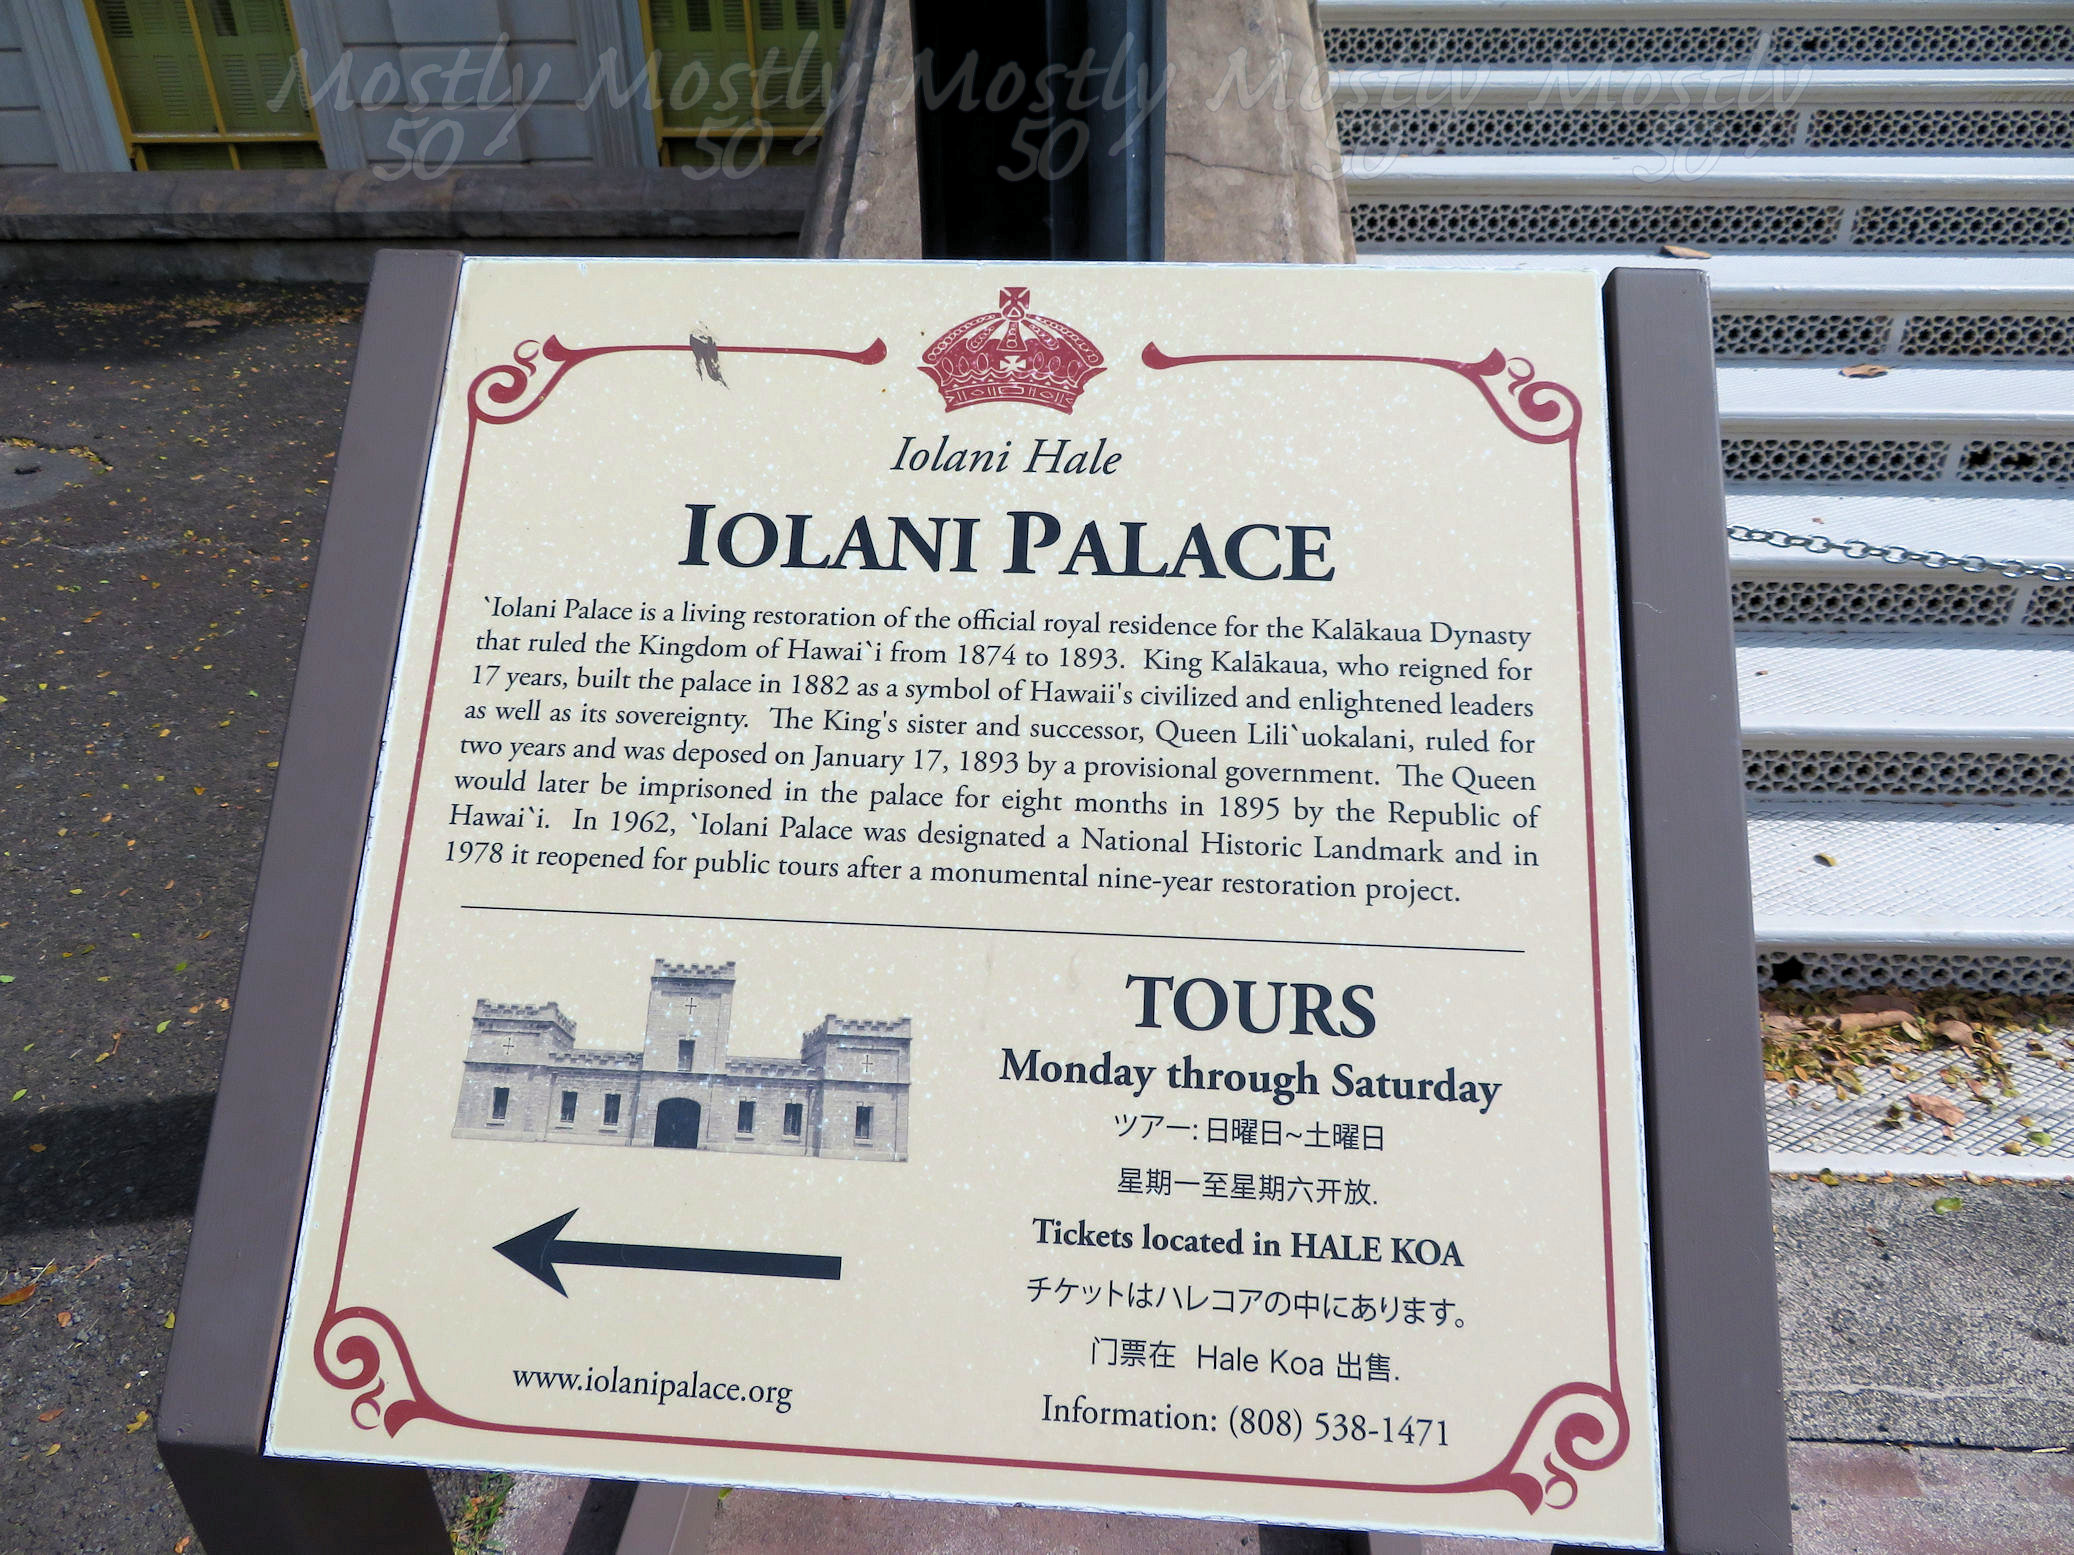 Mostly Mostly Mostly Mostly Mostly
50 50 50 50 50
Iolani Hale
IOLANI PALACE
`Iolani Palace is a living restoration of the official royal residence for the Kalākaua Dynasty
that ruled the Kingdom of Hawai`i from 1874 to 1893. King Kalākaua, who reigned for
17 years, built the palace in 1882 as a symbol of Hawaii's civilized and enlightened leaders
as well as its sovereignty. The King's sister and successor, Queen Lili`uokalani, ruled for
two years and was deposed on January 17, 1893 by a provisional government. The Queen
would later be imprisoned in the palace for eight months in 1895 by the Republic of
Hawai`i. In 1962, `Iolani Palace was designated a National Historic Landmark and in
1978 it reopened for public tours after a monumental nine-year restoration project.
TOURS
Monday through Saturday
ツアー: 日曜日~土曜日
星期一至星期六开放.
Tickets located in HALE KOA
チケットはハレコアの中にあります。
门票在 Hale Koa 出售.
www.iolanipalace.org
Information: (808) 538-1471